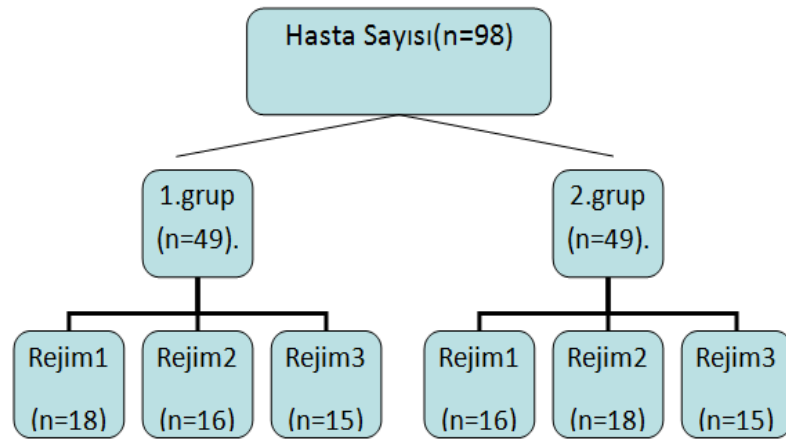 Hasta Sayısı(n=98)
1.grup
(n=49).
2.grup
(n=49).
Rejim1
(n=18)
Rejim2
(n=16)
Rejim3
(n=15)
Rejim1
(n=16)
Rejim2
(n=18)
Rejim3
(n=15)